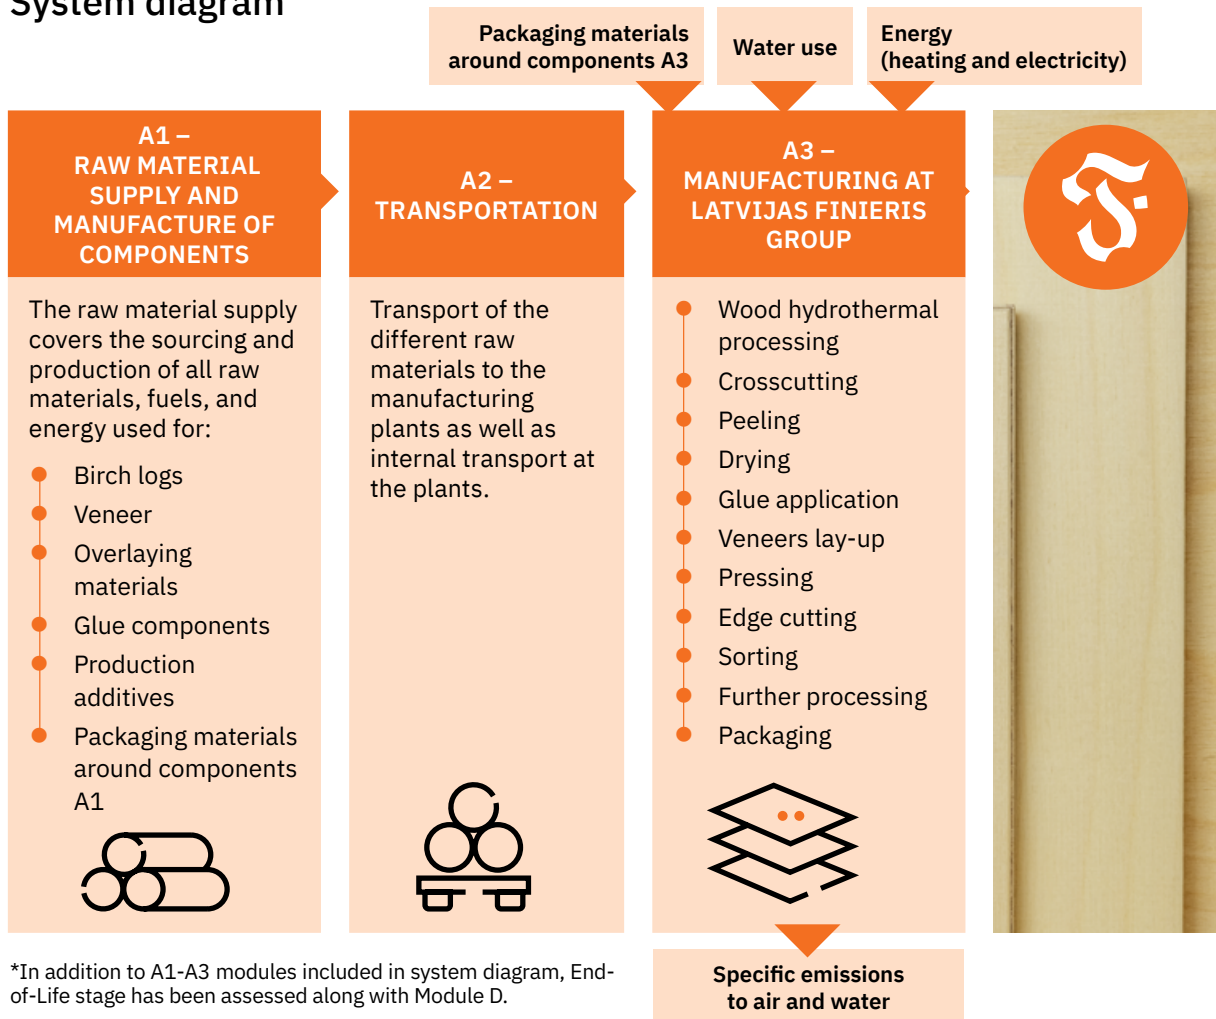 System diagram
Packaging materials
around components A3
Water use
Energy
(heating and electricity)
A1 –
RAW MATERIAL
SUPPLY AND
MANUFACTURE OF
COMPONENTS
The raw material supply
covers the sourcing and
production of all raw
materials, fuels, and
energy used for:
Birch logs
Veneer
Overlaying
materials
Glue components
Production
additives
Packaging materials
around components
A1
A2 –
TRANSPORTATION
Transport of the
different raw
materials to the
manufacturing
plants as well as
internal transport at
the plants.
A3 –
MANUFACTURING AT
LATVIJAS FINIERIS
GROUP
Wood hydrothermal
processing
Crosscutting
Peeling
Drying
Glue application
Veneers lay-up
Pressing
Edge cutting
Sorting
Further processing
Packaging
Specific emissions
to air and water
*In addition to A1-A3 modules included in system diagram, End-
of-Life stage has been assessed along with Module D.